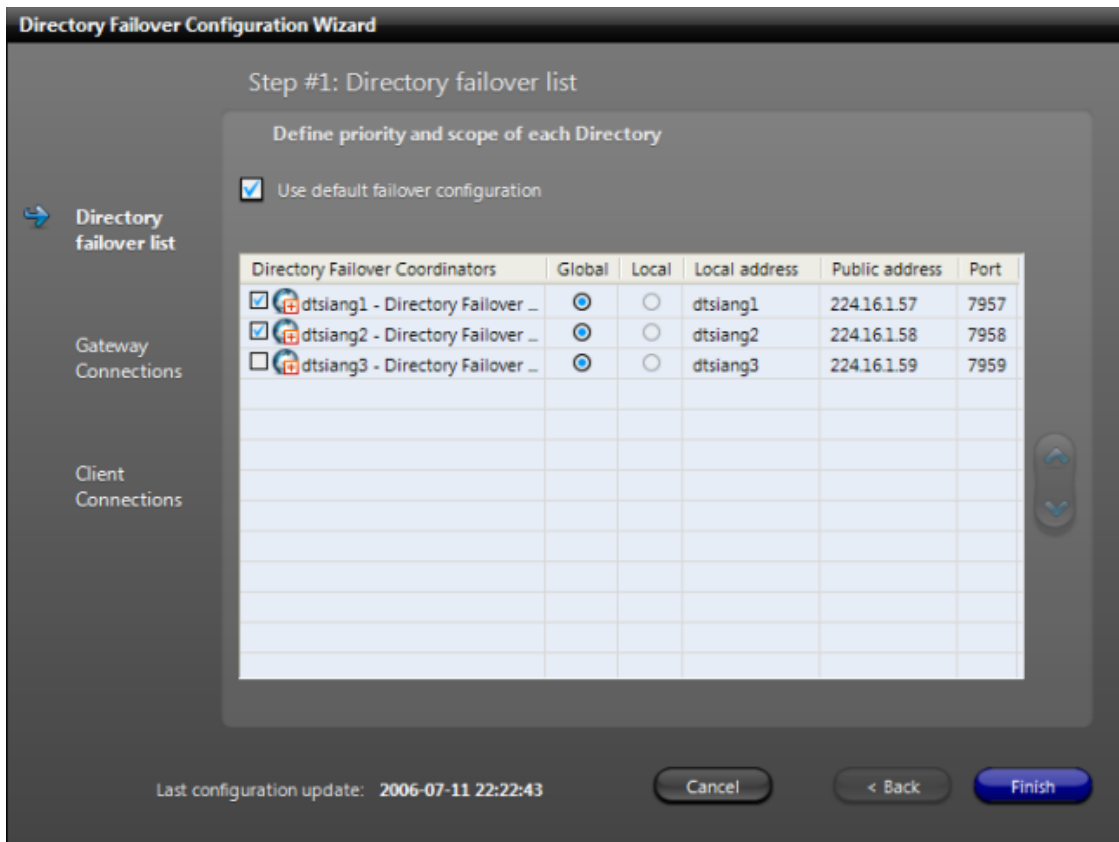 Directory Failover Configuration Wizard
Step #1: Directory failover list
Define priority and scope of each Directory
Use default failover configuration
Directory
failover list
Gateway
Connections
Client
Connections
Directory Failover Coordinators Global Local Local address Public address Port
dtsiang1 - Directory Failover ... dtsiang1 224.16.1.57 7957
dtsiang2 - Directory Failover ... dtsiang2 224.16.1.58 7958
dtsiang3 - Directory Failover ... dtsiang3 224.16.1.59 7959
Last configuration update: 2006-07-11 22:22:43
Cancel
< Back
Finish